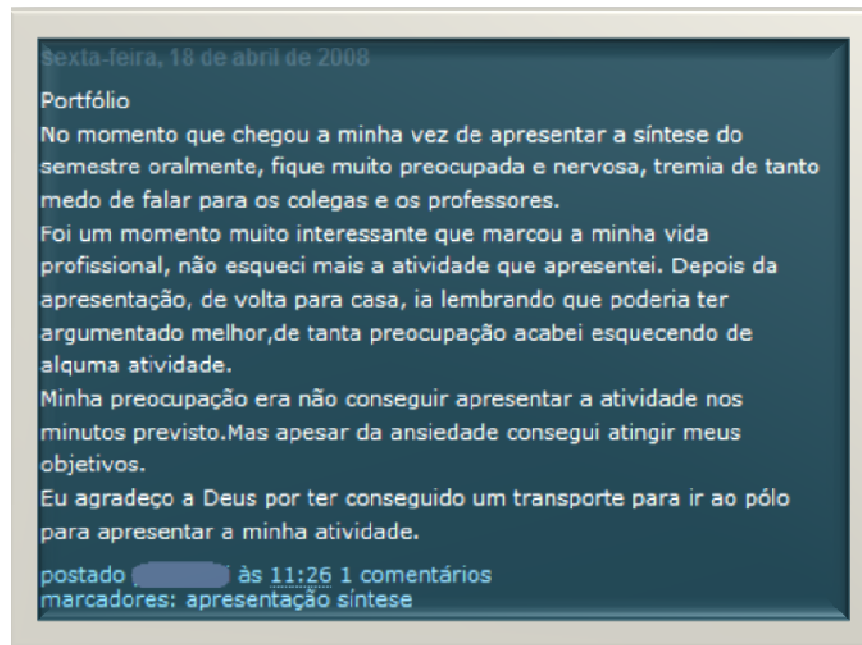 sexta-feira, 18 de abril de 2008
Portfólio
No momento que chegou a minha vez de apresentar a síntese do
semestre oralmente, fique muito preocupada e nervosa, tremia de tanto
medo de falar para os colegas e os professores.
Foi um momento muito interessante que marcou a minha vida
profissional, não esqueci mais a atividade que apresentei. Depois da
apresentação, de volta para casa, ia lembrando que poderia ter
argumentado melhor,de tanta preocupação acabei esquecendo de
alguma atividade.
Minha preocupação era não conseguir apresentar a atividade nos
minutos previsto.Mas apesar da ansiedade consegui atingir meus
objetivos.
Eu agradeço a Deus por ter conseguido um transporte para ir ao pólo
para apresentar a minha atividade.
postado às 11:26 1 comentários
marcadores: apresentação síntese